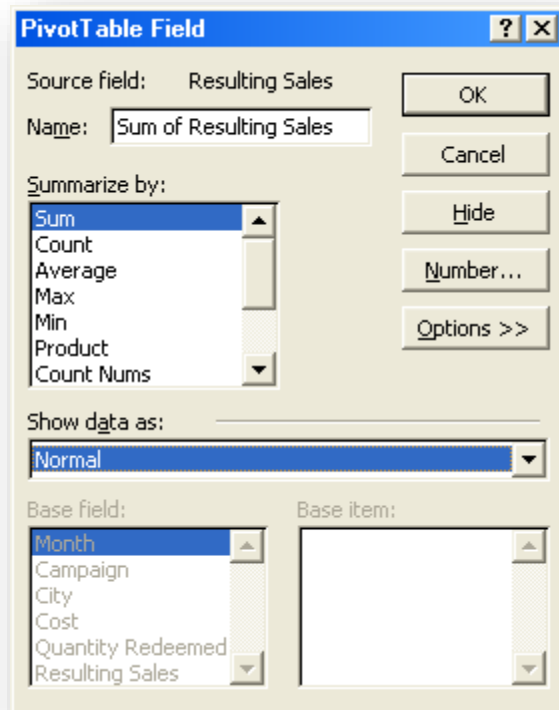 PivotTable Field
Source field: Resulting Sales
Name: Sum of Resulting Sales
OK
Cancel
Summarize by:
Sum
Count
Average
Max
Min
Product
Count Nums
Hide
Number...
Options >>
Show data as:
Normal
Base field:
Month
Campaign
City
Cost
Quantity Redeemed
Resulting Sales
Base item: